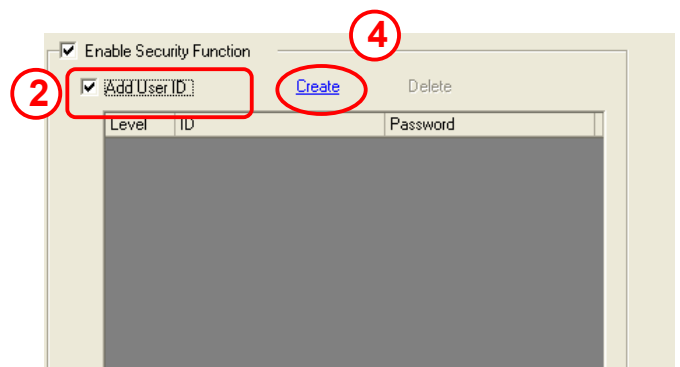 4
Enable Security Function
2
Add User ID
Create
Delete
Level
ID
Password